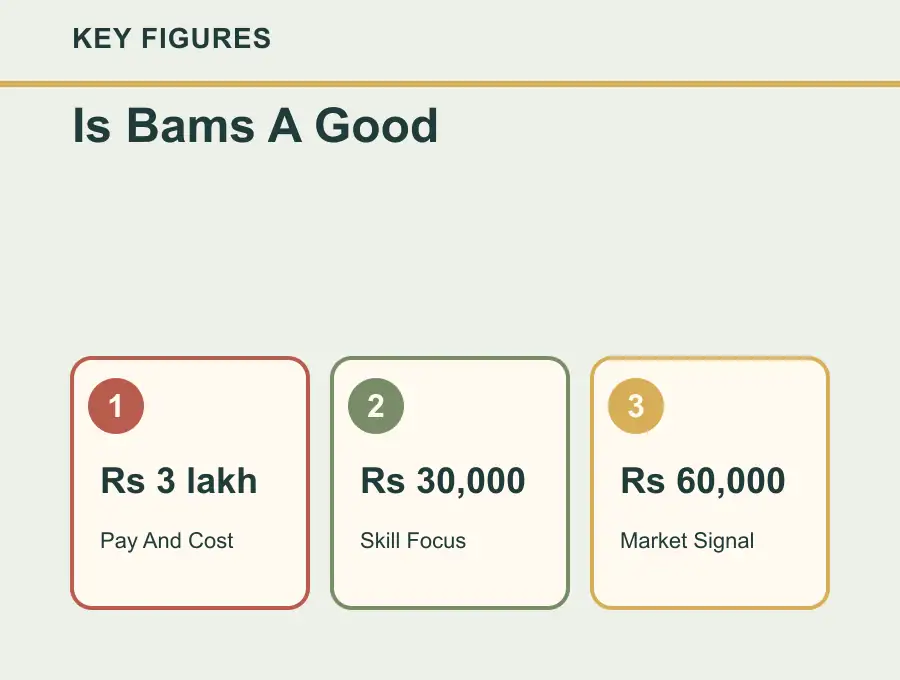 KEY FIGURES
Is Bams A Good
1
2
3
Rs 3 lakh
Rs 30,000
Rs 60,000
Pay And Cost
Skill Focus
Market Signal